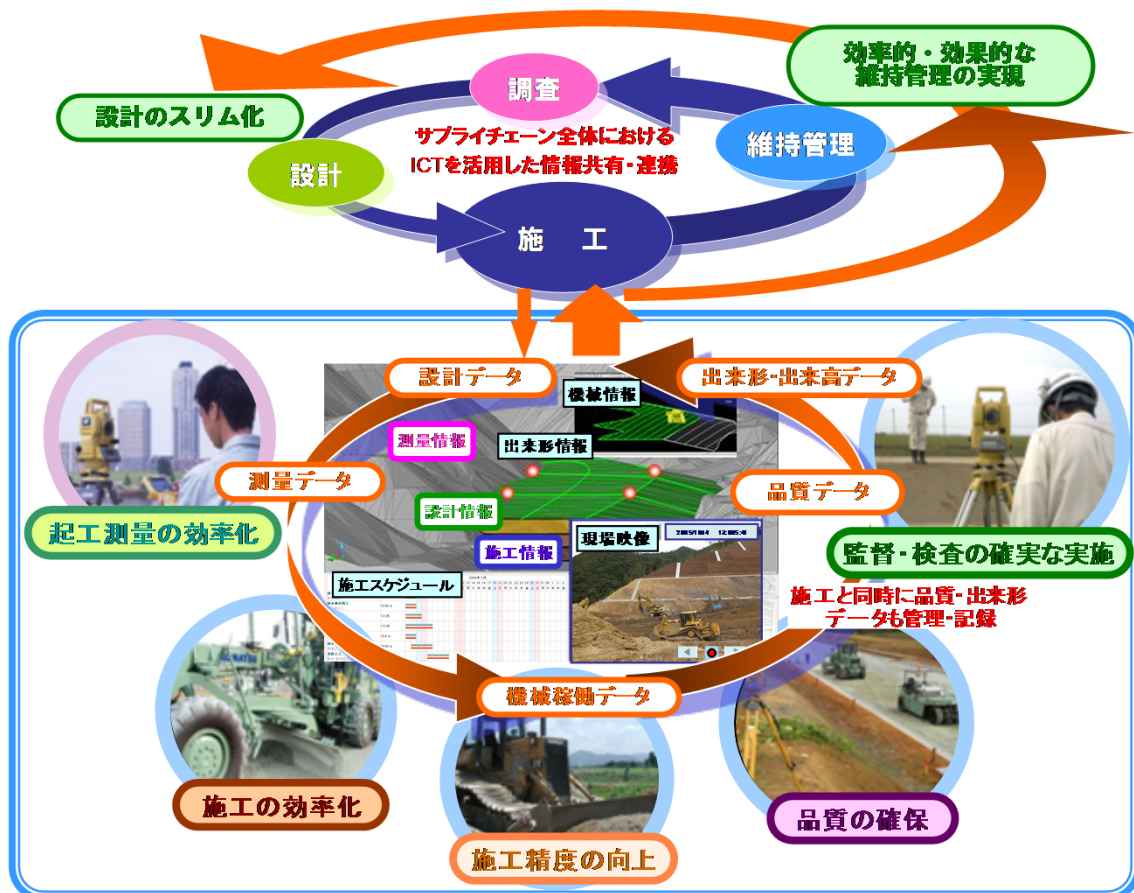 効率的・効果的な
維持管理の実現
調査
設計のスリム化
サプライチェーン全体における
ICTを活用した情報共有・連携
維持管理
設計
施　工
設計データ
出来形・出来高データ
機械情報
測量情報
出来形情報
測量データ
品質データ
設計情報
起工測量の効率化
施工情報
現場映像
監督・検査の確実な実施
施工スケジュール
施工と同時に品質・出来形
データも管理・記録
機械稼働データ
施工の効率化
品質の確保
施工精度の向上